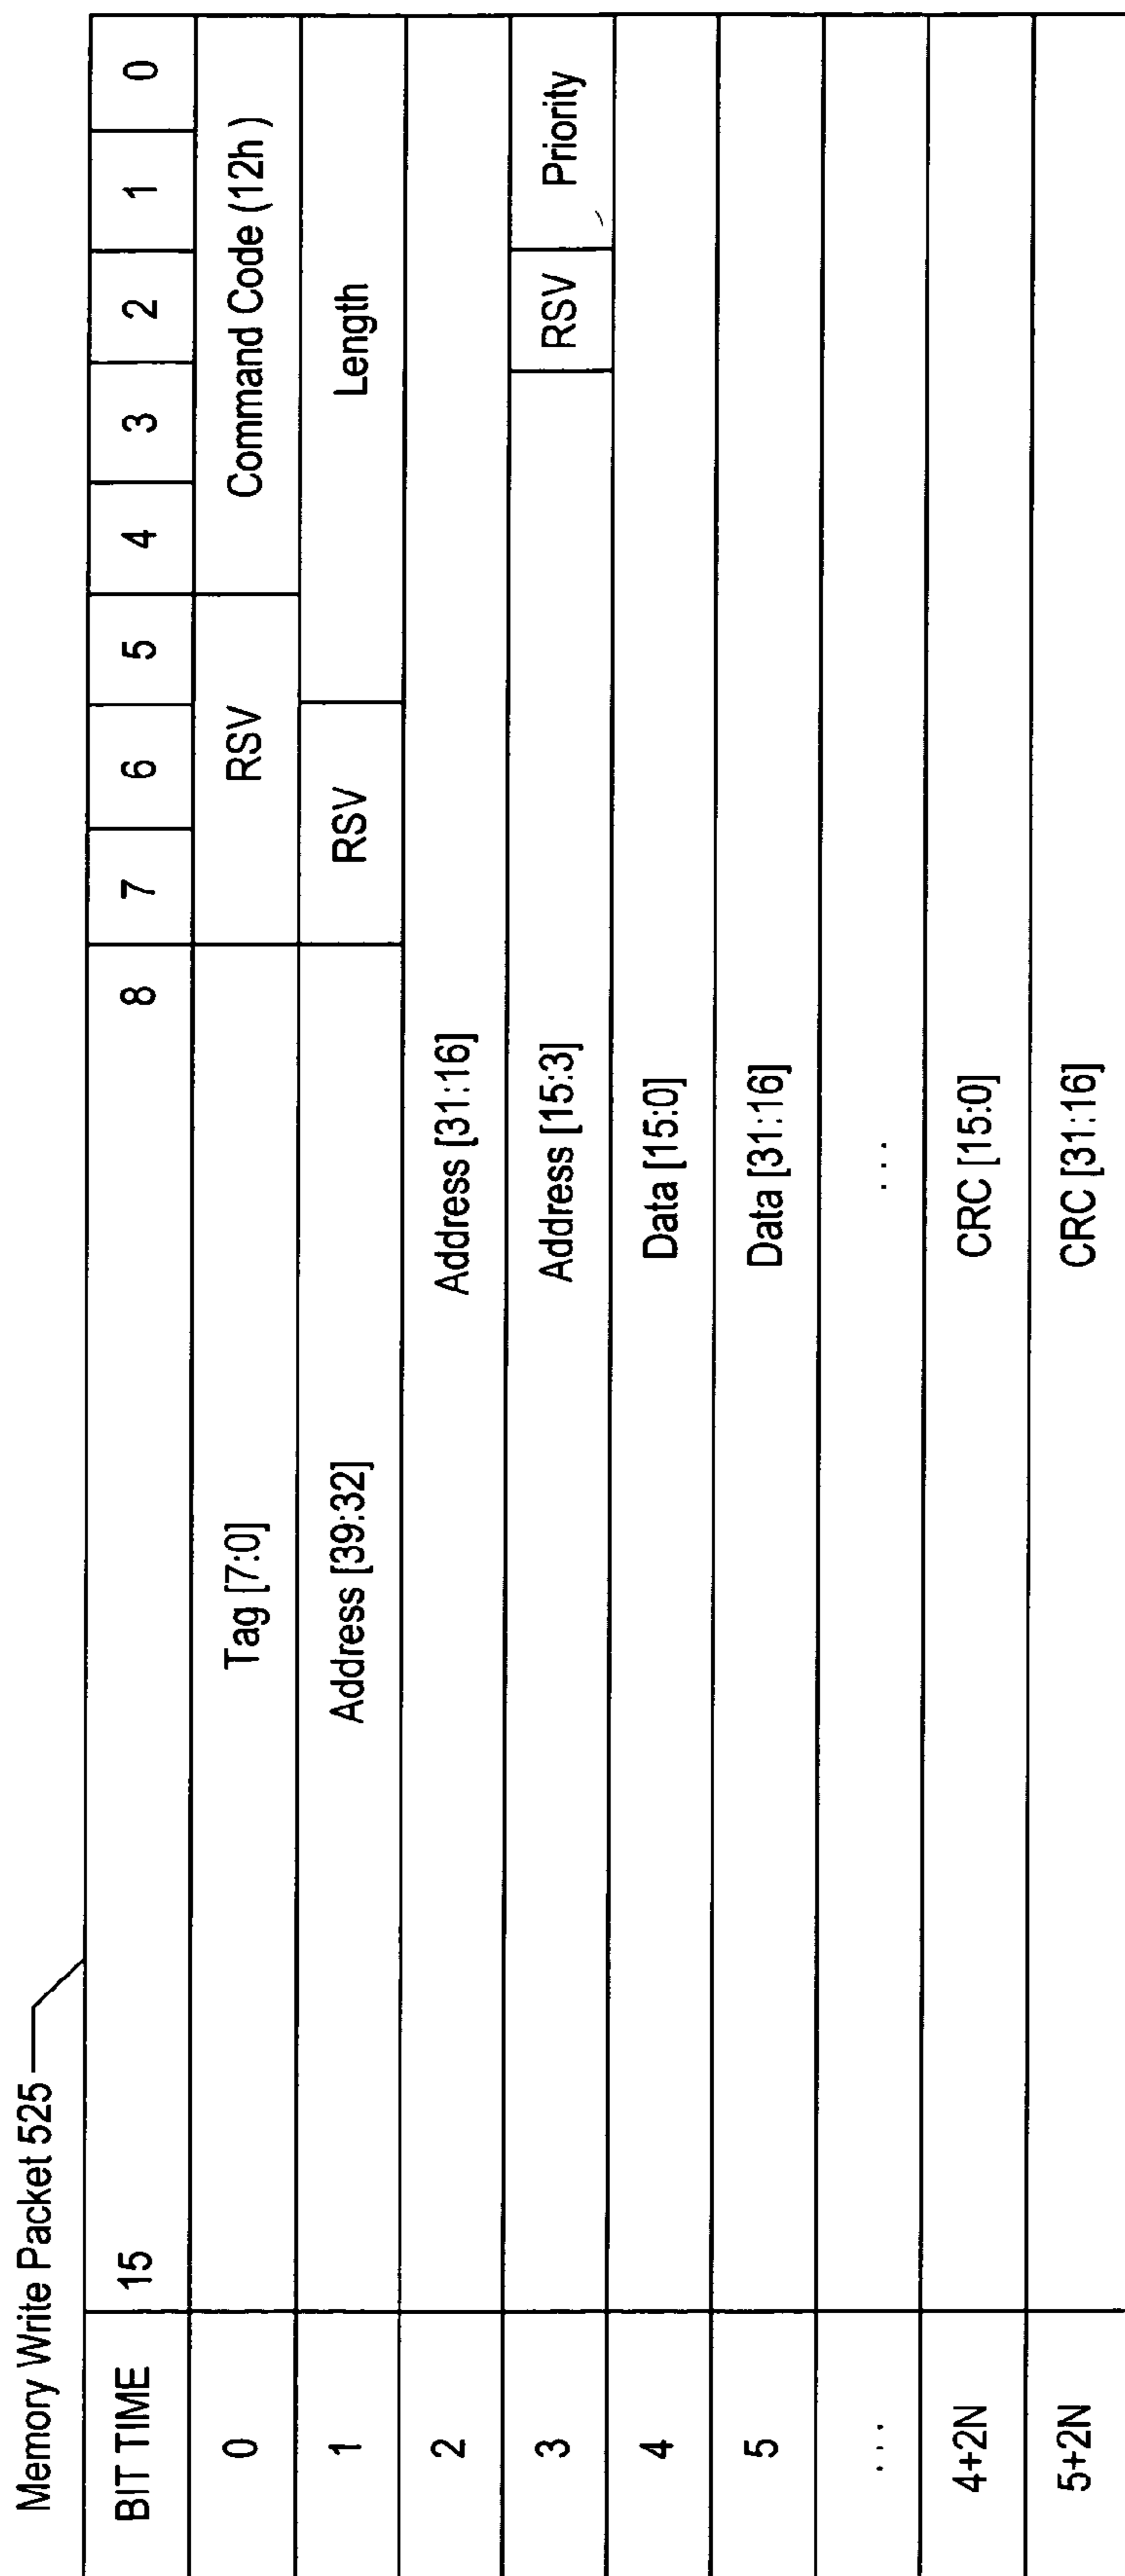 Memory Write Packet 525
BIT TIME 15 8 7 6 5 4 3 2 1 0
0 Tag [7:0] RSV Command Code (12h )
1 Address [39:32] RSV Length
2 Address [31:16]
3 Address [15:3] RSV Priority
4 Data [15:0]
5 Data [31:16]
... ...
4+2N CRC [15:0]
5+2N CRC [31:16]